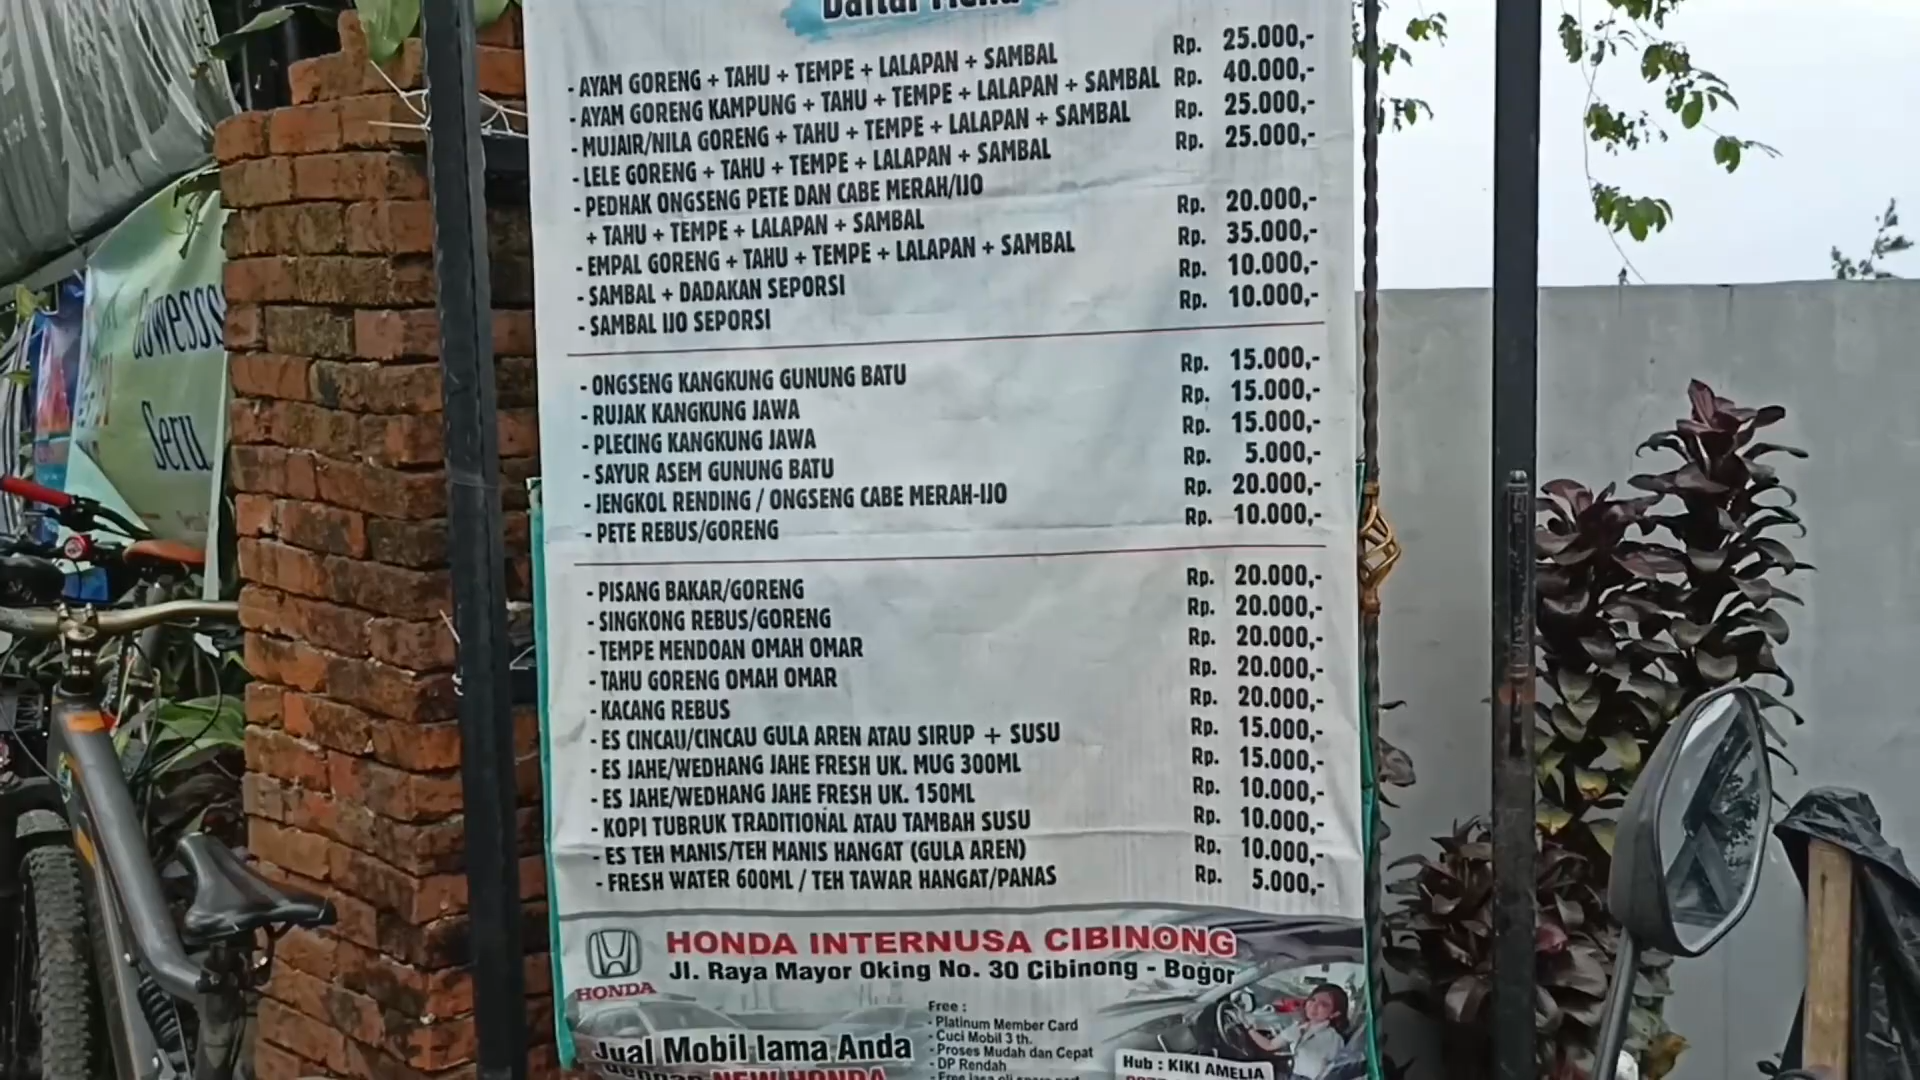 Daftar Menu
- AYAM GORENG + TAHU + TEMPE + LALAPAN + SAMBAL Rp. 25.000,-
- AYAM GORENG KAMPUNG + TAHU + TEMPE + LALAPAN + SAMBAL Rp. 40.000,-
- MUJAIR/NILA GORENG + TAHU + TEMPE + LALAPAN + SAMBAL Rp. 25.000,-
- LELE GORENG + TAHU + TEMPE + LALAPAN + SAMBAL Rp. 25.000,-
- PEDHAK ONGSENG PETE DAN CABE MERAH/IJO
+ TAHU + TEMPE + LALAPAN + SAMBAL Rp. 20.000,-
- EMPAL GORENG + TAHU + TEMPE + LALAPAN + SAMBAL Rp. 35.000,-
- SAMBAL + DADAKAN SEPORSI Rp. 10.000,-
- SAMBAL IJO SEPORSI Rp. 10.000,-
- ONGSENG KANGKUNG GUNUNG BATU Rp. 15.000,-
- RUJAK KANGKUNG JAWA Rp. 15.000,-
- PLECING KANGKUNG JAWA Rp. 15.000,-
- SAYUR ASEM GUNUNG BATU Rp. 5.000,-
- JENGKOL RENDING / ONGSENG CABE MERAH-IJO Rp. 20.000,-
- PETE REBUS/GORENG Rp. 10.000,-
- PISANG BAKAR/GORENG Rp. 20.000,-
- SINGKONG REBUS/GORENG Rp. 20.000,-
- TEMPE MENDOAN OMAH OMAR Rp. 20.000,-
- TAHU GORENG OMAH OMAR Rp. 20.000,-
- KACANG REBUS Rp. 20.000,-
- ES CINCAU/CINCAU GULA AREN ATAU SIRUP + SUSU Rp. 15.000,-
- ES JAHE/WEDHANG JAHE FRESH UK. MUG 300ML Rp. 15.000,-
- ES JAHE/WEDHANG JAHE FRESH UK. 150ML Rp. 10.000,-
- KOPI TUBRUK TRADITIONAL ATAU TAMBAH SUSU Rp. 10.000,-
- ES TEH MANIS/TEH MANIS HANGAT (GULA AREN) Rp. 10.000,-
- FRESH WATER 600ML / TEH TAWAR HANGAT/PANAS Rp. 5.000,-
HONDA INTERNUSA CIBINONG
Jl. Raya Mayor Oking No. 30 Cibinong - Bogor
HONDA
Free :
- Platinum Member Card
- Cuci Mobil 3 th.
- Proses Mudah dan Cepat
- DP Rendah
Jual Mobil lama Anda
dengan NEW HONDA
Hub : KIKI AMELIA
Seru